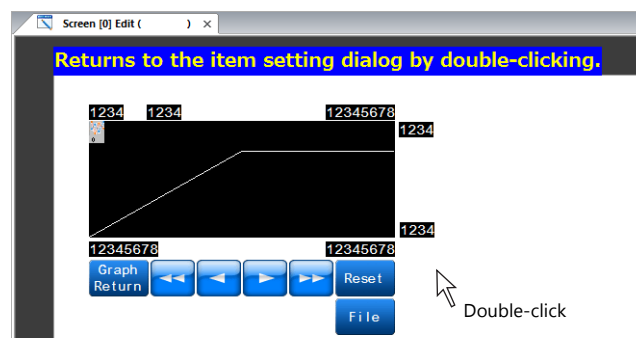 Screen [0] Edit ( ) ×
Returns to the item setting dialog by double-clicking.
1234 1234 12345678
1234
1234
12345678 12345678
Graph Return Reset
File
Double-click